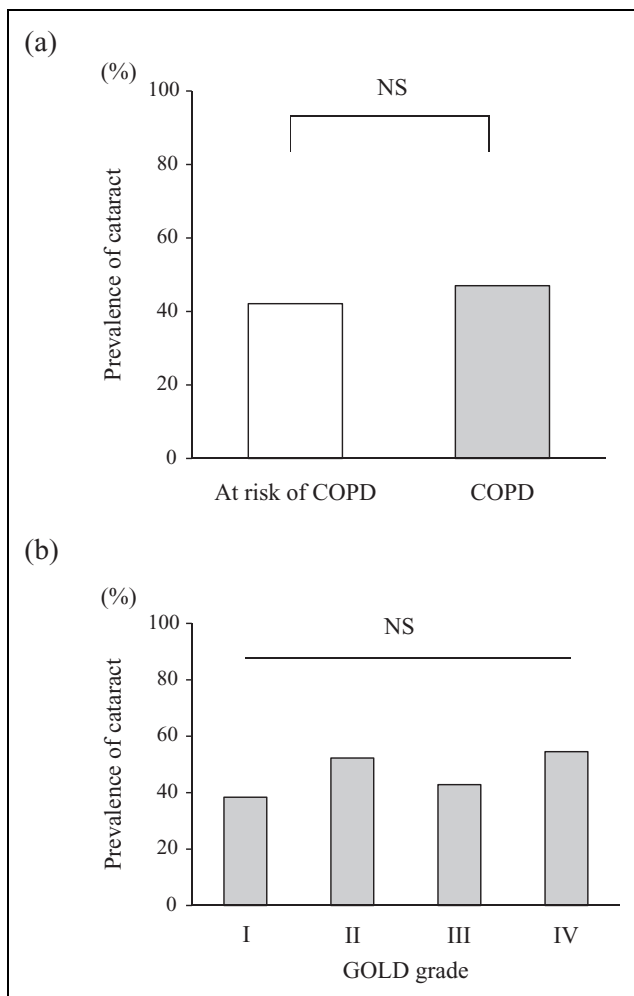 (a)
(%)
100
80
60
40
20
0
Prevalence of cataract
NS
At risk of COPD COPD
(b)
(%)
100
80
60
40
20
0
Prevalence of cataract
NS
I II III IV
GOLD grade